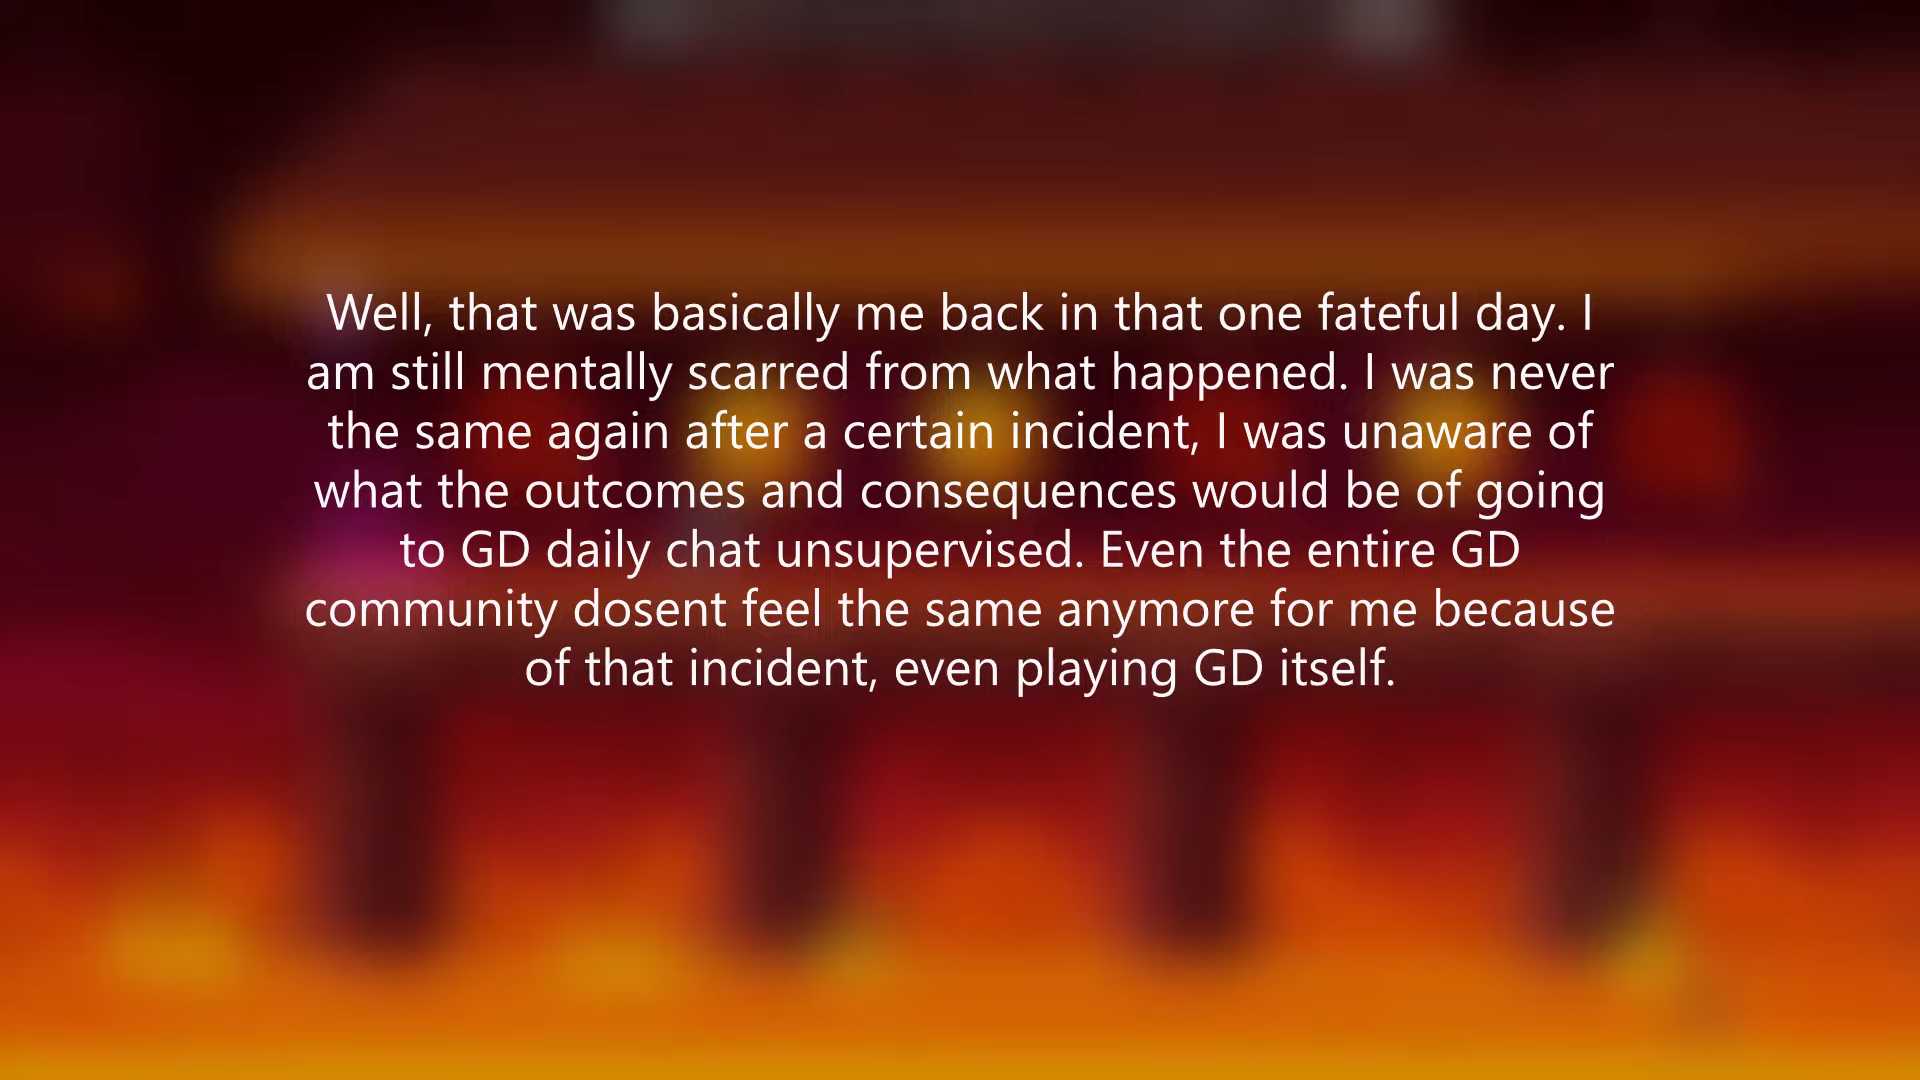 Well, that was basically me back in that one fateful day. I
am still mentally scarred from what happened. I was never
the same again after a certain incident, I was unaware of
what the outcomes and consequences would be of going
to GD daily chat unsupervised. Even the entire GD
community dosent feel the same anymore for me because
of that incident, even playing GD itself.